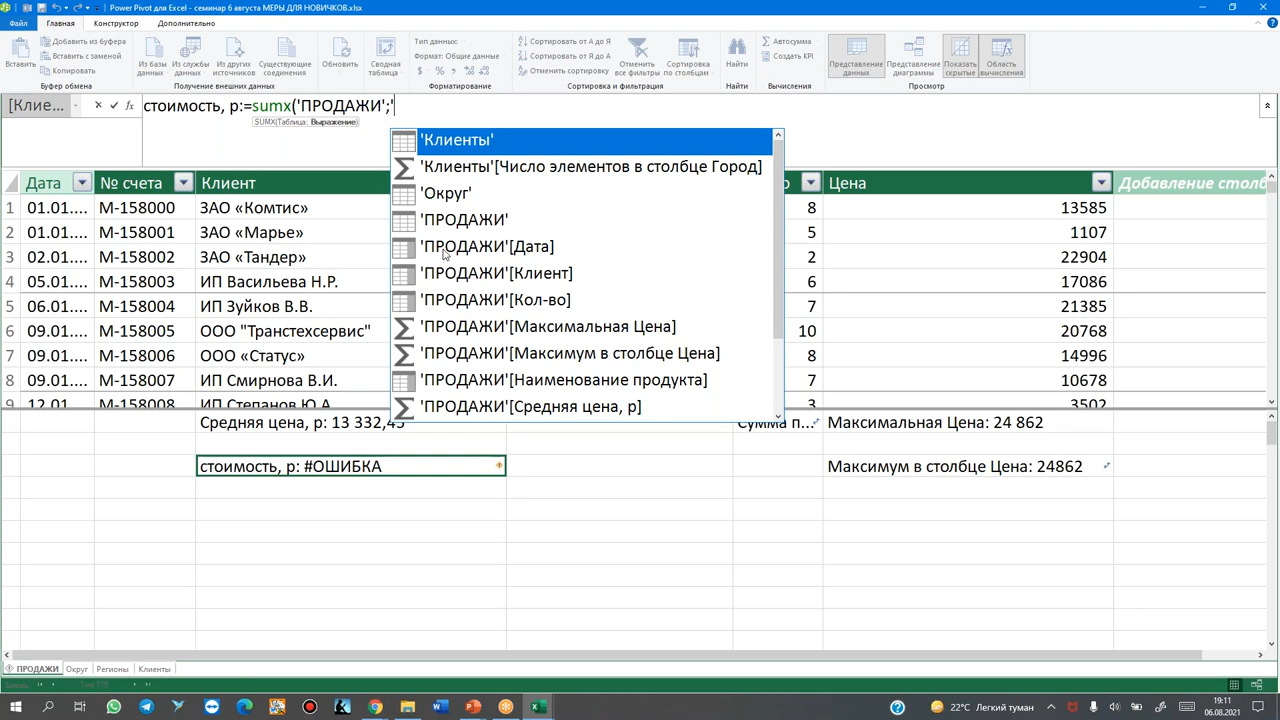 Power Pivot для Excel - семинар 6 августа МЕРЫ ДЛЯ НОВИЧКОВ.xlsx
Файл Главная Конструктор Дополнительно
Вставить
Добавить из буфера
Вставить с заменой
Копировать
Буфер обмена
Из базы данных
Из службы данных
Из других источников
Существующие соединения
Получение внешних данных
Обновить
Сводная таблица
Тип данных:
Формат: Общие данные
$ % ,
Форматирование
Сортировать от А до Я
Сортировать от Я до А
Отменить сортировку
Отменить все фильтры
Сортировка по столбцам
Сортировка и фильтрация
Найти
Найти
Автосумма
Создать KPI
Вычисления
Представление данных
Представление диаграммы
Показать скрытые
Область вычисления
Просмотр
[Клие... fx стоимость, р:=sumx('ПРОДАЖИ';'
SUMX(Таблица; Выражение)
'Клиенты'
'Клиенты'[Число элементов в столбце Город]
'Округ'
'ПРОДАЖИ'
'ПРОДАЖИ'[Дата]
'ПРОДАЖИ'[Клиент]
'ПРОДАЖИ'[Кол-во]
'ПРОДАЖИ'[Максимальная Цена]
'ПРОДАЖИ'[Максимум в столбце Цена]
'ПРОДАЖИ'[Наименование продукта]
'ПРОДАЖИ'[Средняя цена, р]
Дата № счета Клиент о Цена Добавление столб
1 01.01.... М-158000 ЗАО «Комтис» 8 13585
2 01.01.... М-158001 ЗАО «Марье» 5 1107
3 02.01.... М-158002 ЗАО «Тандер» 2 22904
4 05.01.... М-158003 ИП Васильева Н.Р. 6 17086
5 06.01.... М-158004 ИП Зуйков В.В. 7 21385
6 09.01.... М-158005 ООО "Транстехсервис" 10 20768
7 09.01.... М-158006 ООО «Статус» 8 14996
8 09.01.... М-158007 ИП Смирнова В.И. 7 10678
9 12.01 М-158008 ИП Степанов Ю.А. 3 3502
Средняя цена, р: 13 332,45 Сумма п... Максимальная Цена: 24 862
стоимость, р: #ОШИБКА Максимум в столбце Цена: 24862
ПРОДАЖИ Округ Регионы Клиенты
22°C Легкий туман
19:11
06.08.2021